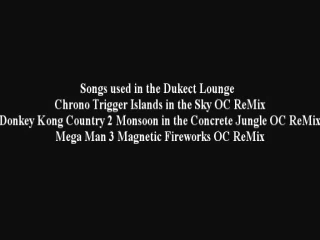 Songs used in the Dukect Lounge
Chrono Trigger Islands in the Sky OC ReMix
Donkey Kong Country 2 Monsoon in the Concrete Jungle OC ReMix
Mega Man 3 Magnetic Fireworks OC ReMix